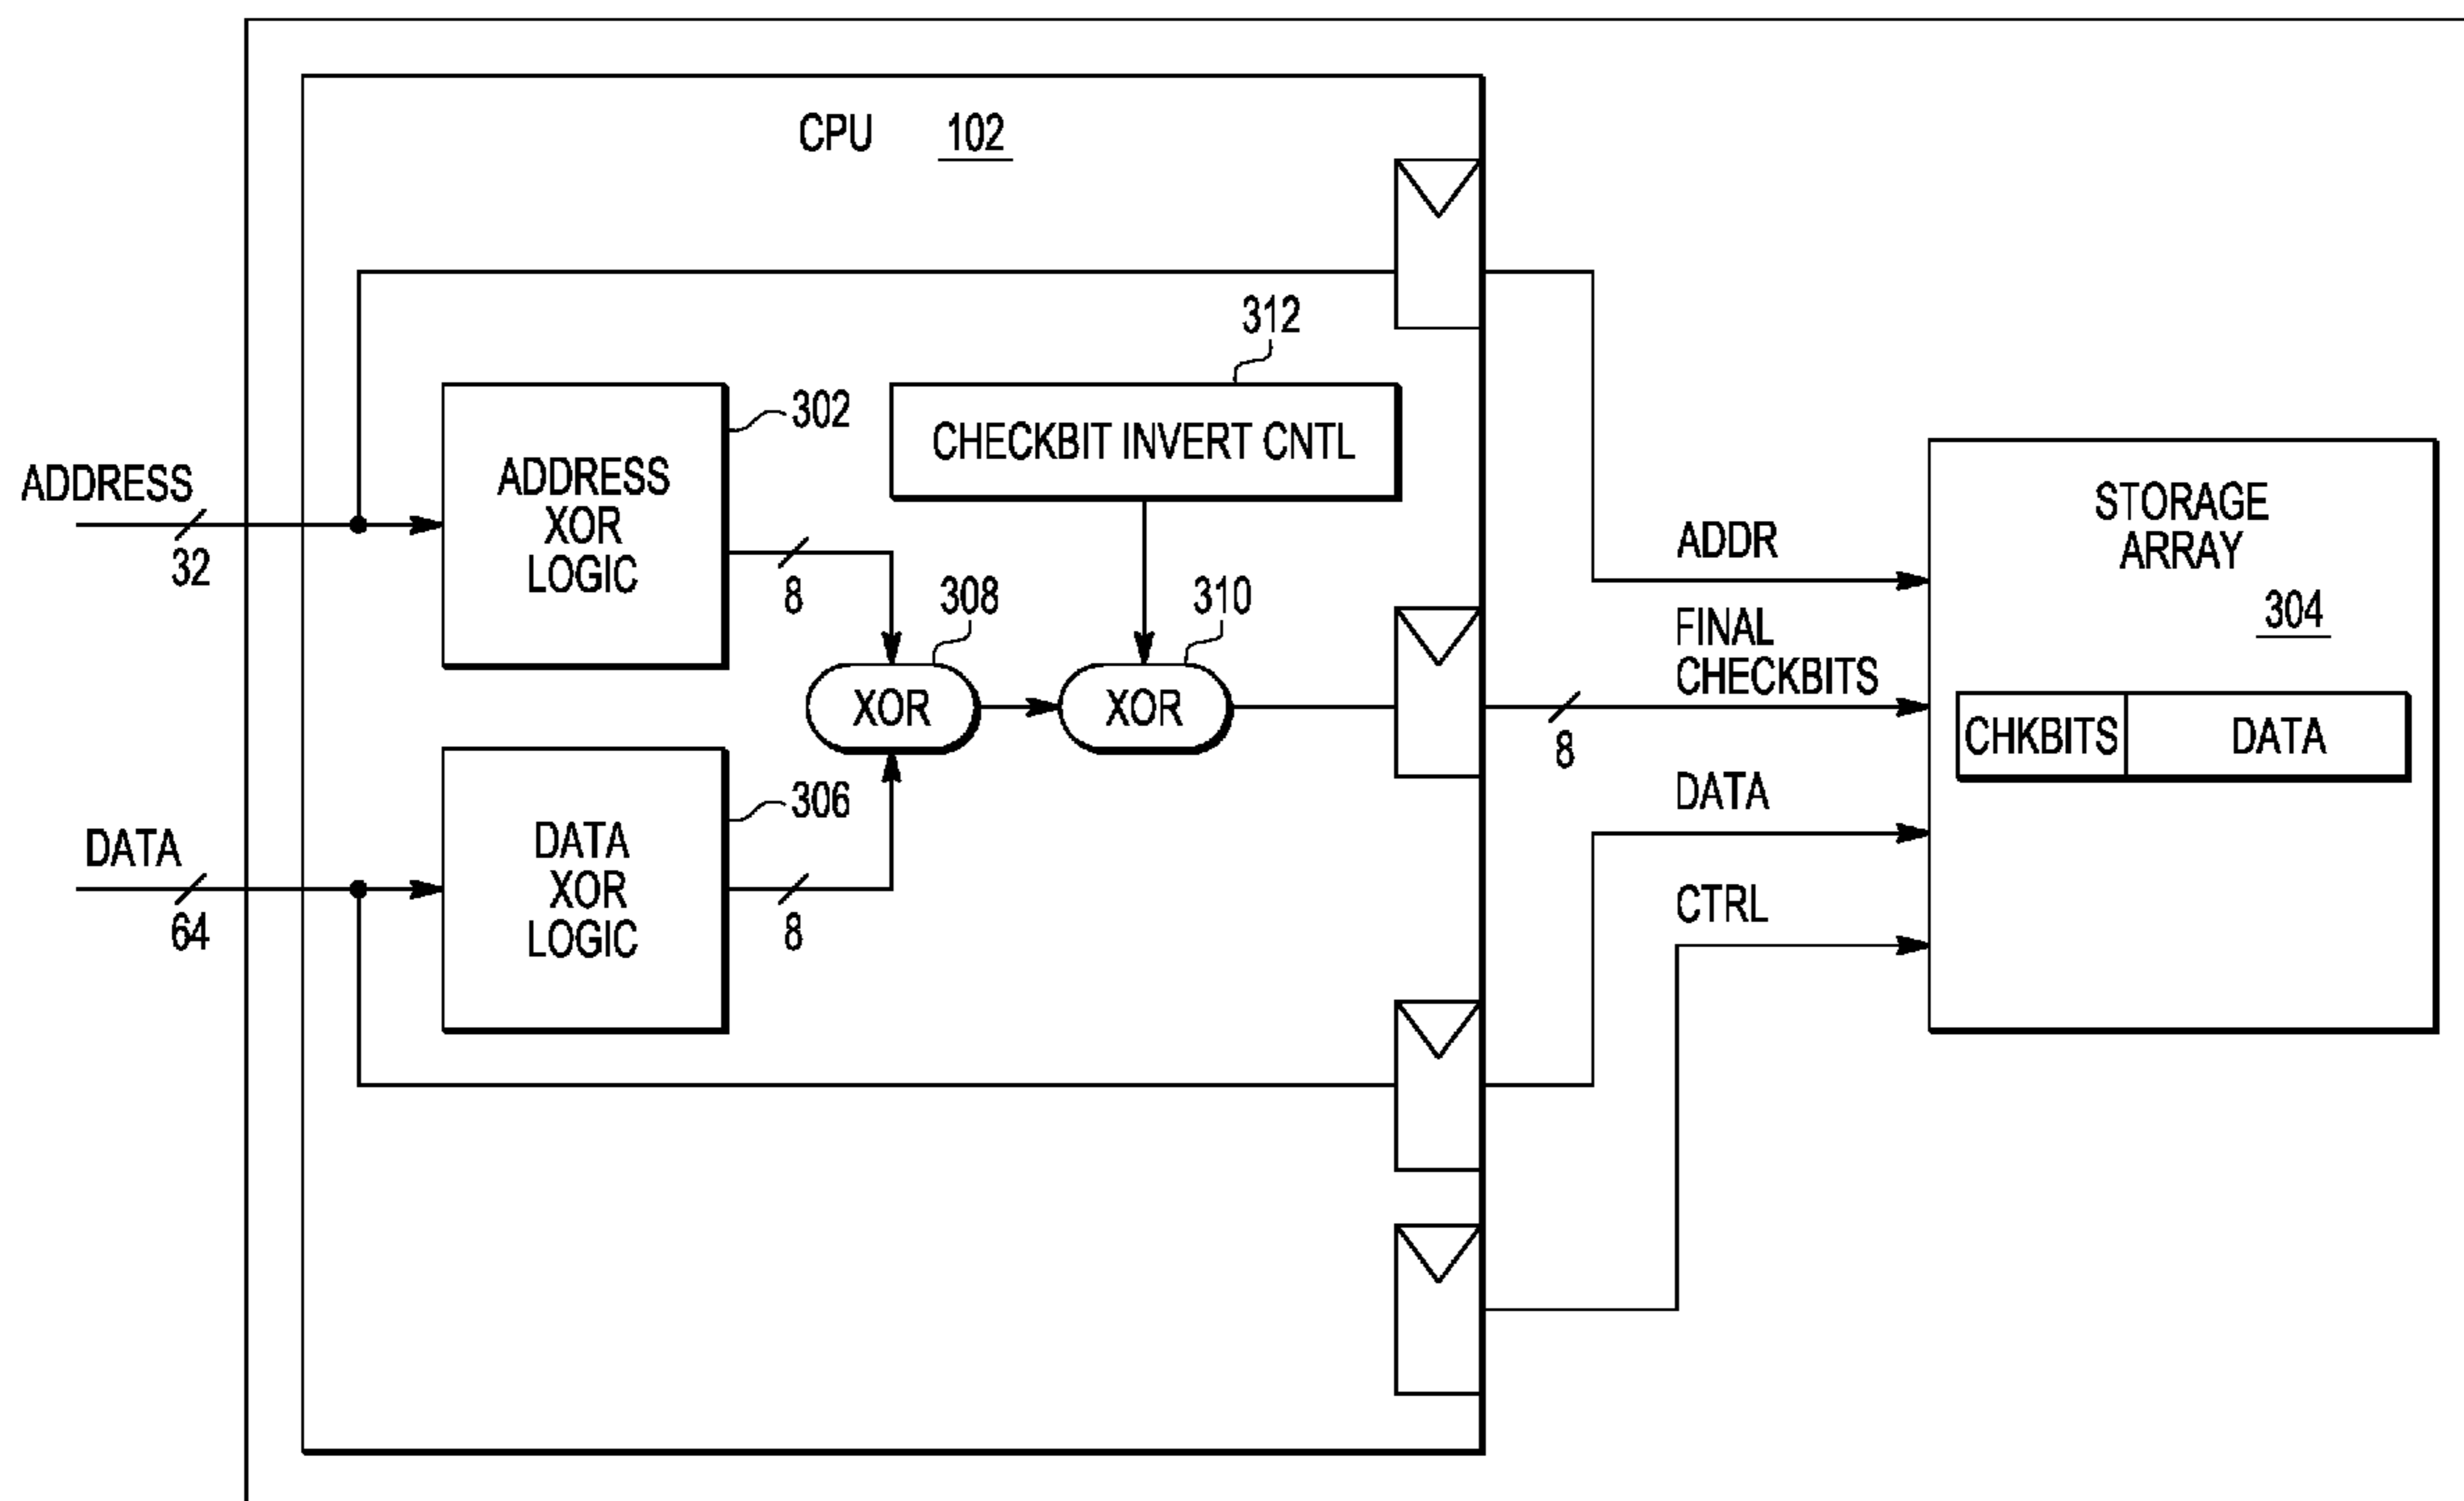 CPU 102
312
302
CHECKBIT INVERT CNTL
ADDRESS
XOR
LOGIC
ADDRESS
32
8
308
310
XOR
XOR
306
DATA
XOR
LOGIC
DATA
64
8
ADDR
FINAL
CHECKBITS
8
DATA
CTRL
STORAGE
ARRAY
304
CHKBITS DATA